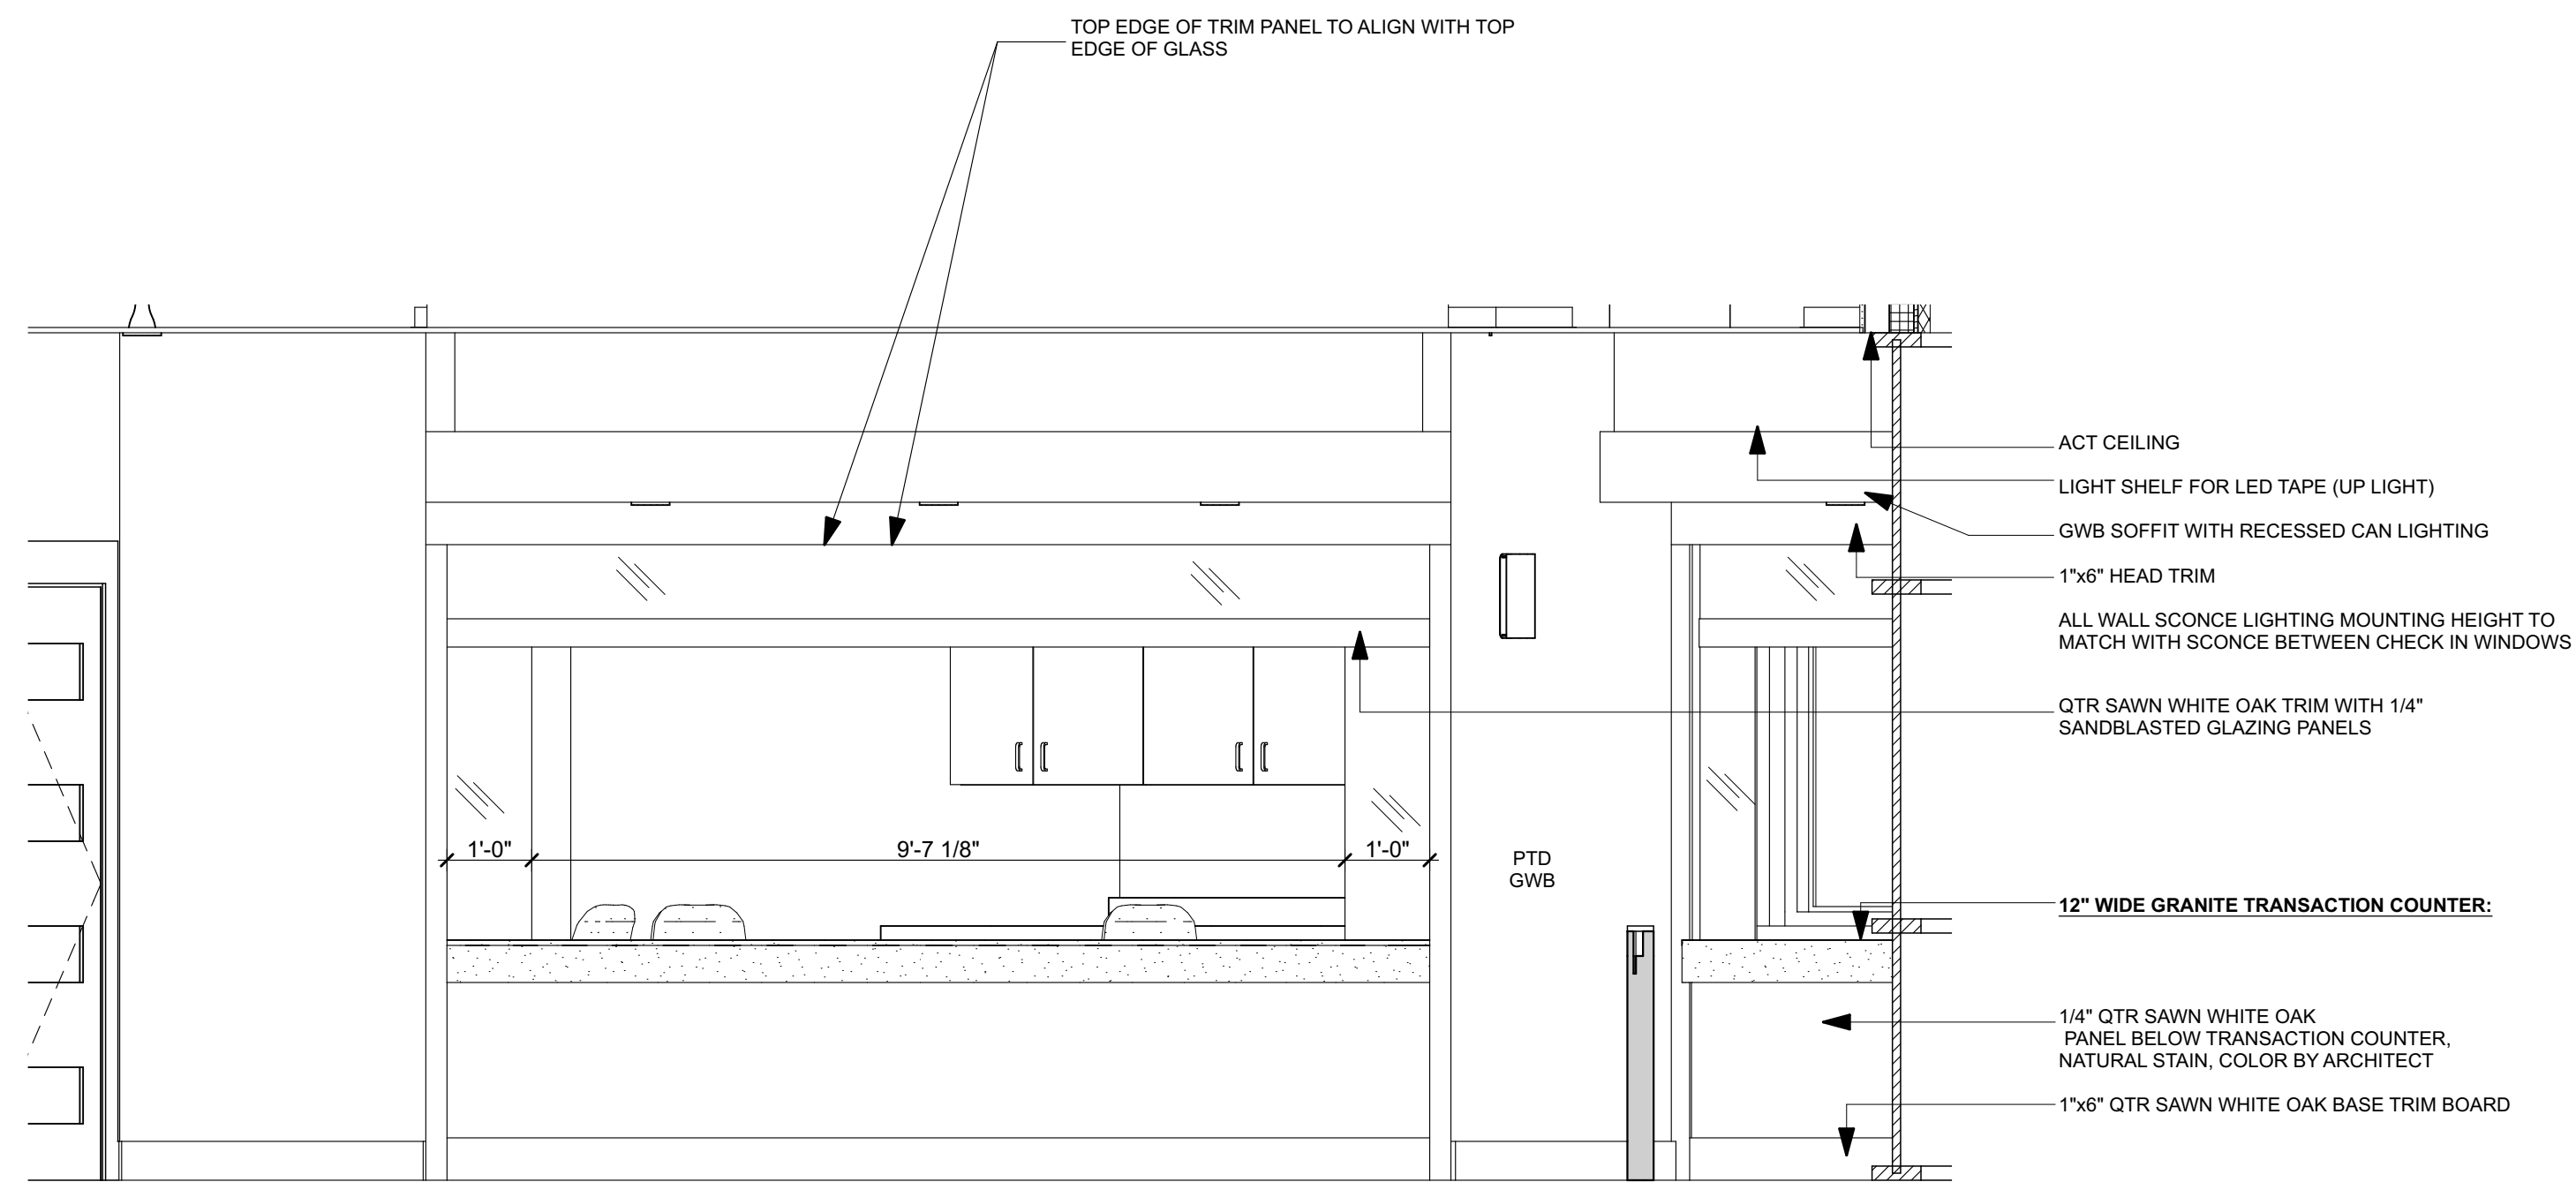 TOP EDGE OF TRIM PANEL TO ALIGN WITH TOP
EDGE OF GLASS
ACT CEILING
LIGHT SHELF FOR LED TAPE (UP LIGHT)
GWB SOFFIT WITH RECESSED CAN LIGHTING
1"x6" HEAD TRIM
ALL WALL SCONCE LIGHTING MOUNTING HEIGHT TO
MATCH WITH SCONCE BETWEEN CHECK IN WINDOWS
QTR SAWN WHITE OAK TRIM WITH 1/4"
SANDBLASTED GLAZING PANELS
1'-0"
9'-7 1/8"
1'-0"
PTD
GWB
12" WIDE GRANITE TRANSACTION COUNTER:
1/4" QTR SAWN WHITE OAK
PANEL BELOW TRANSACTION COUNTER,
NATURAL STAIN, COLOR BY ARCHITECT
1"x6" QTR SAWN WHITE OAK BASE TRIM BOARD